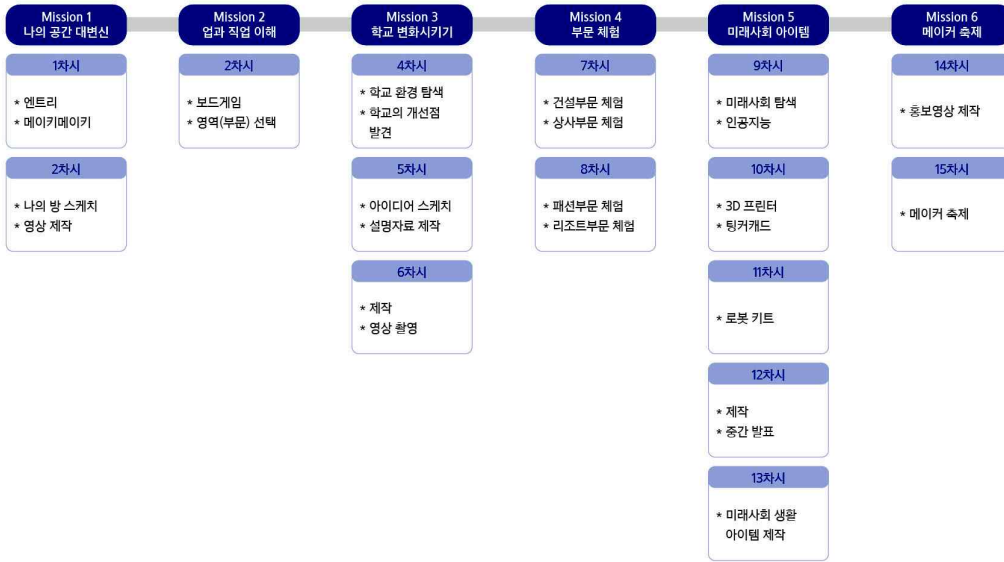 Mission 1
나의 공간 대변신
1차시
* 엔트리
* 메이키메이키
2차시
* 나의 방 스케치
* 영상 제작
Mission 2
업과 직업 이해
2차시
* 보드게임
* 영역(부문) 선택
Mission 3
학교 변화시키기
4차시
* 학교 환경 탐색
* 학교의 개선점
발견
5차시
* 아이디어 스케치
* 설명자료 제작
6차시
* 제작
* 영상 촬영
Mission 4
부문 체험
7차시
* 건설부문 체험
* 상사부문 체험
8차시
* 패션부문 체험
* 리조트부문 체험
Mission 5
미래사회 아이템
9차시
* 미래사회 탐색
* 인공지능
10차시
* 3D 프린터
* 팅커캐드
11차시
* 로봇 키트
12차시
* 제작
* 중간 발표
13차시
* 미래사회 생활
아이템 제작
Mission 6
메이커 축제
14차시
* 홍보영상 제작
15차시
* 메이커 축제